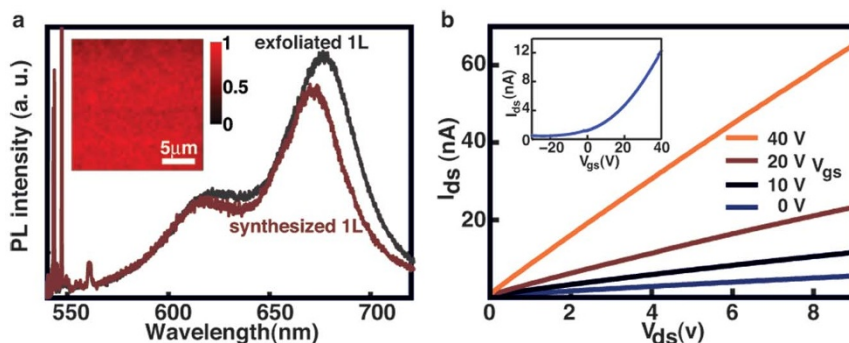 a
PL intensity (a. u.)
exfoliated 1L
1
0.5
0
5μm
synthesized 1L
550
600
650
700
Wavelength(nm)
b
Ids (nA)
60
40
20
0
2
4
6
8
Vds(v)
Ids(nA)
12
8
4
0
−20
0
20
40
Vgs(V)
40 V
20 V
10 V
0 V
Vgs